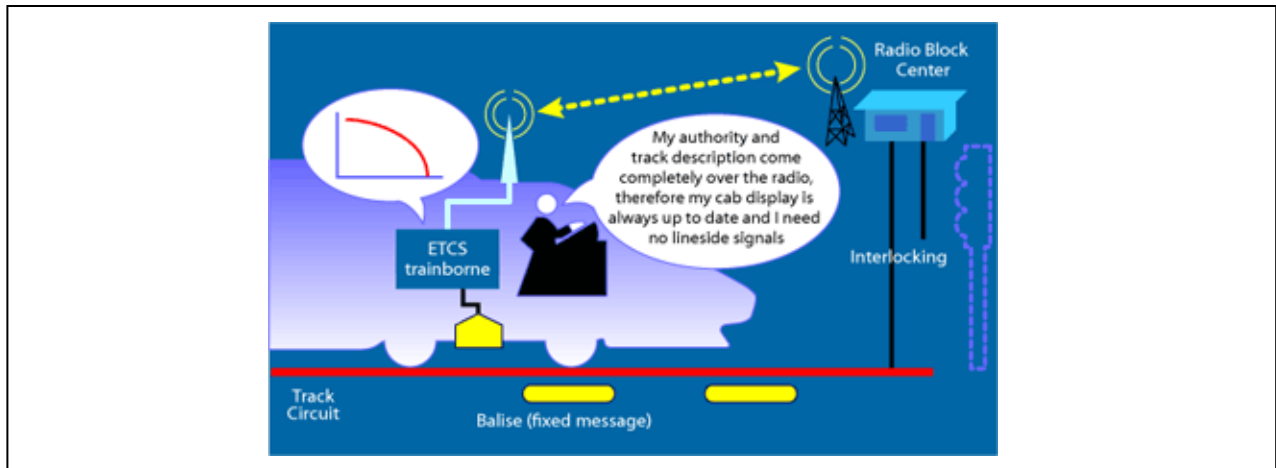 Radio Block
Center
My authority and
track description come
completely over the radio,
therefore my cab display is
always up to date and I need
no lineside signals
ETCS
trainborne
Interlocking
Track
Circuit
Balise (fixed message)